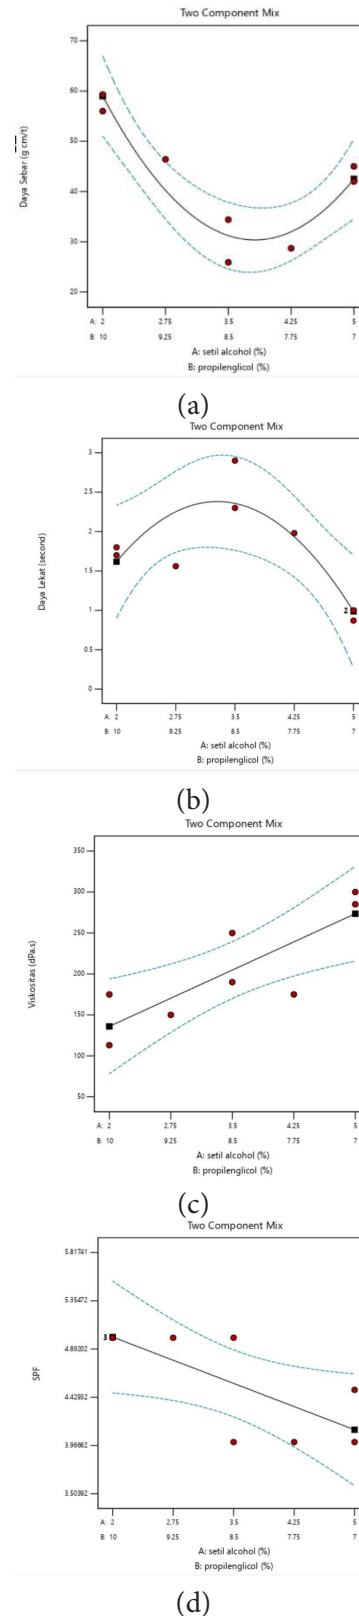 Two Component Mix
70
60
50
40
30
20
Daya Sebar (g cm/t)
A: 2 2.75 3.5 4.25 5
B: 10 9.25 8.5 7.75 7
A: setil alcohol (%)
B: propilenglicol (%)
(a)
Two Component Mix
3
2.5
2
1.5
1
0.5
0
Daya Lekat (second)
2
A: 2 2.75 3.5 4.25 5
B: 10 9.25 8.5 7.75 7
A: setil alcohol (%)
B: propilenglicol (%)
(b)
Two Component Mix
350
300
250
200
150
100
50
Viskositas (dPa.s)
A: 2 2.75 3.5 4.25 5
B: 10 9.25 8.5 7.75 7
A: setil alcohol (%)
B: propilenglicol (%)
(c)
Two Component Mix
5.81741
5.35472
4.89202
4.42932
3.96662
3.50392
SPF
3
A: 2 2.75 3.5 4.25 5
B: 10 9.25 8.5 7.75 7
A: setil alcohol (%)
B: propilenglicol (%)
(d)